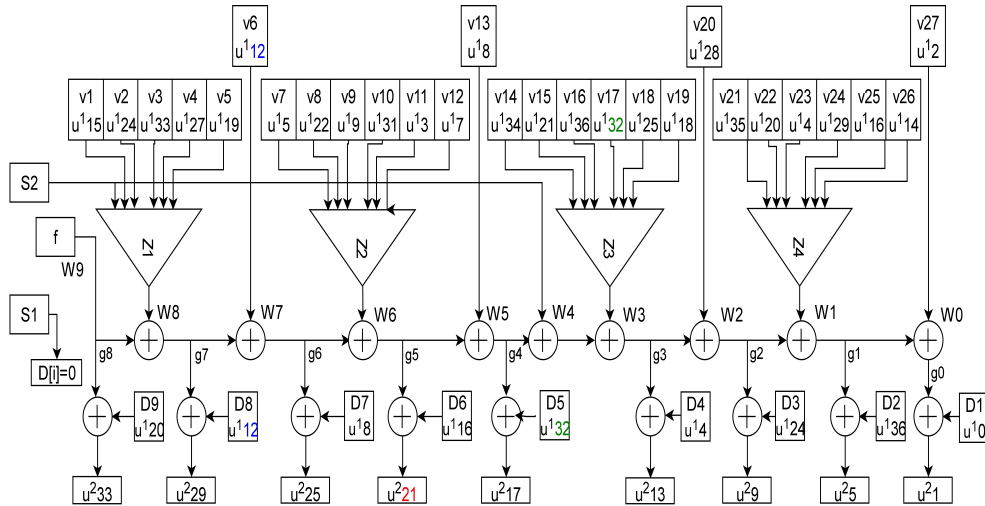 v6
u¹12
v13
u¹8
v20
u¹28
v27
u¹2
v1 v2 v3 v4 v5
u¹15 u¹24 u¹33 u¹27 u¹19
v7 v8 v9 v10 v11 v12
u¹5 u¹22 u¹9 u¹31 u¹3 u¹7
v14 v15 v16 v17 v18 v19
u¹34 u¹21 u¹36 u¹32 u¹25 u¹18
v21 v22 v23 v24 v25 v26
u¹35 u¹20 u¹4 u¹29 u¹16 u¹14
S2
f
W9
Z1 Z2 Z3 Z4
S1
W8 W7 W6 W5 W4 W3 W2 W1 W0
g8 g7 g6 g5 g4 g3 g2 g1 g0
D[i]=0
D9
u¹20
D8
u¹12
D7
u¹8
D6
u¹16
D5
u¹32
D4
u¹4
D3
u¹24
D2
u¹36
D1
u¹0
u²33 u²29 u²25 u²21 u²17 u²13 u²9 u²5 u²1